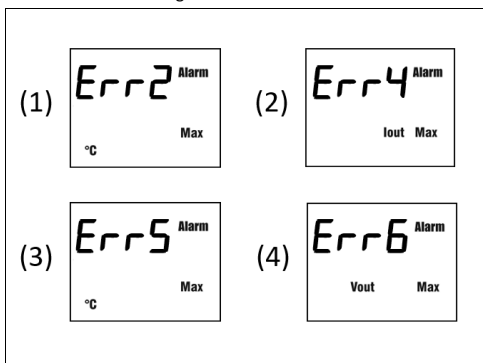 (1) Err2 Alarm
Max
°C
(2) Err4 Alarm
Iout Max
(3) Err5 Alarm
Max
°C
(4) Err6 Alarm
Vout Max